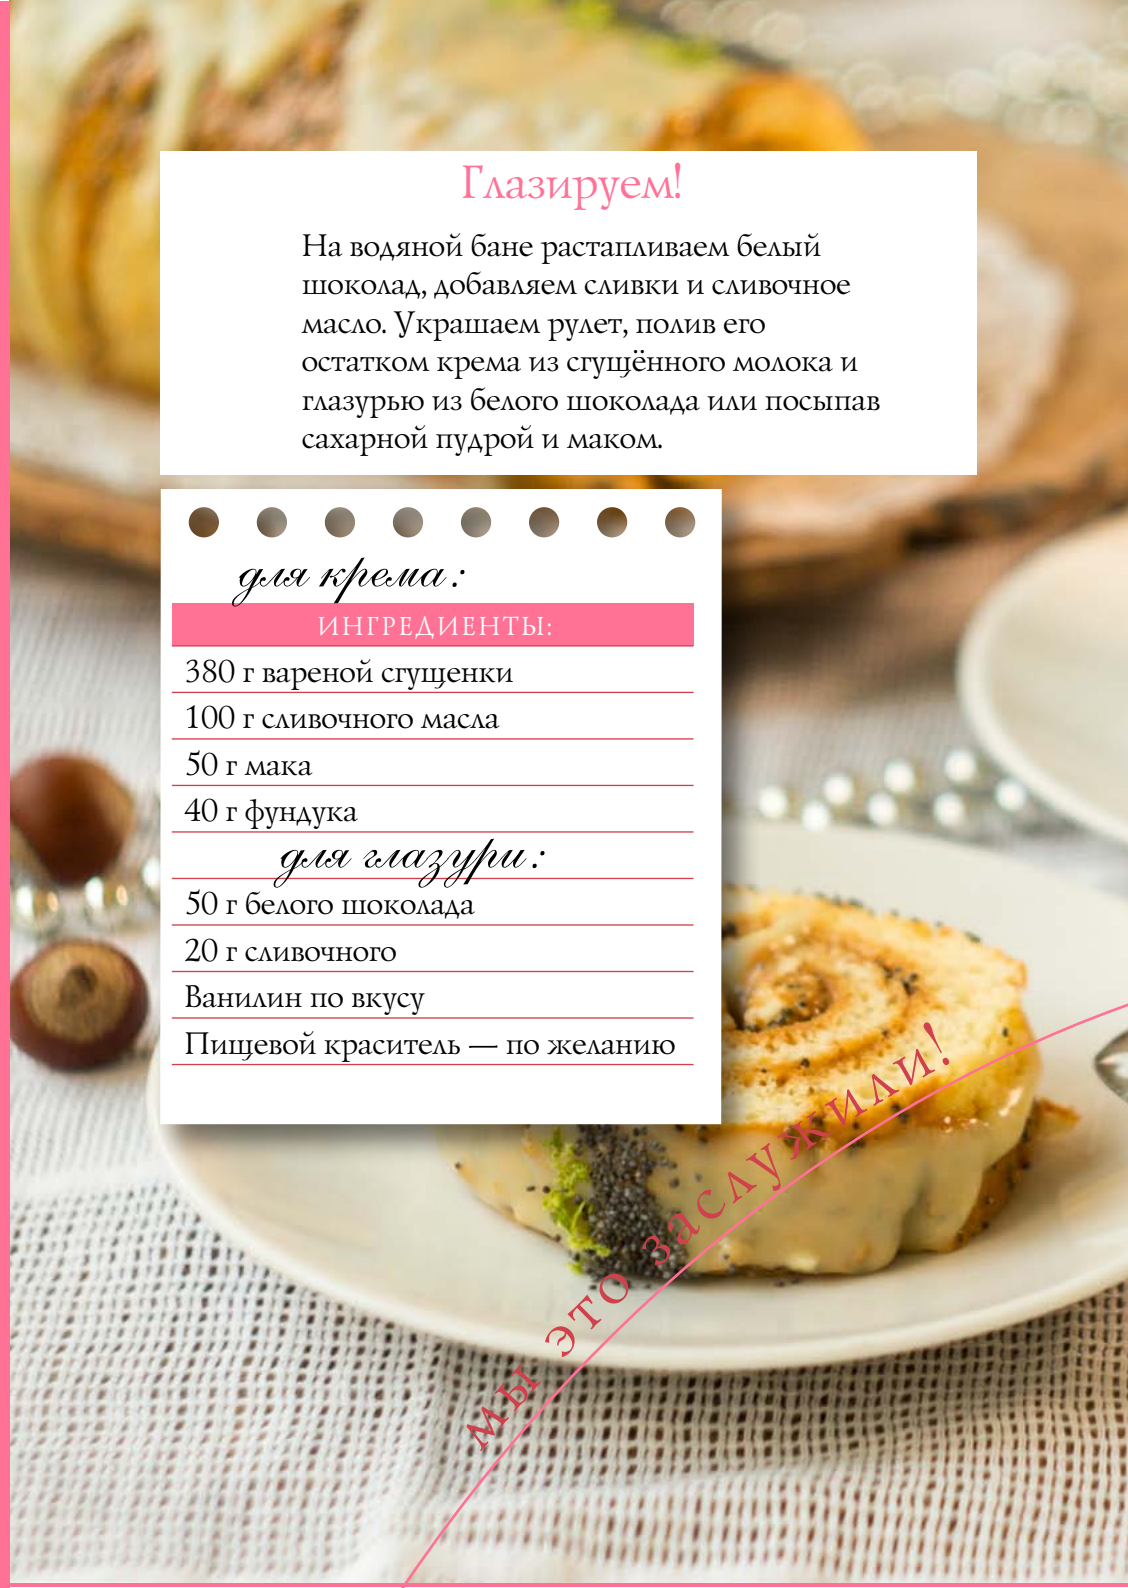 Глазируем!
На водяной бане растапливаем белый
шоколад, добавляем сливки и сливочное
масло. Украшаем рулет, полив его
остатком крема из сгущённого молока и
глазурью из белого шоколада или посыпав
сахарной пудрой и маком.
для крема:
ИНГРЕДИЕНТЫ:
380 г вареной сгущенки
100 г сливочного масла
50 г мака
40 г фундука
для глазури:
50 г белого шоколада
20 г сливочного
Ванилин по вкусу
Пищевой краситель — по желанию
мы это заслужили!